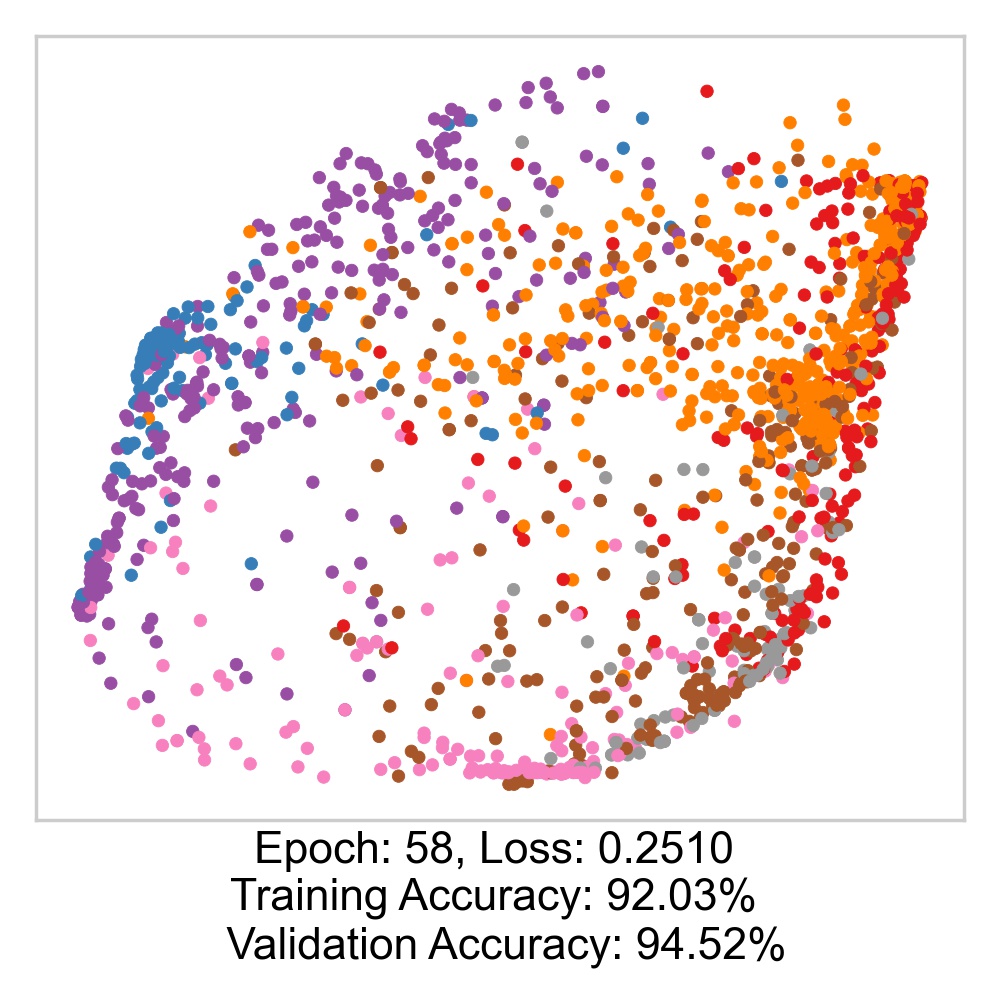 Epoch: 58, Loss: 0.2510
Training Accuracy: 92.03%
Validation Accuracy: 94.52%